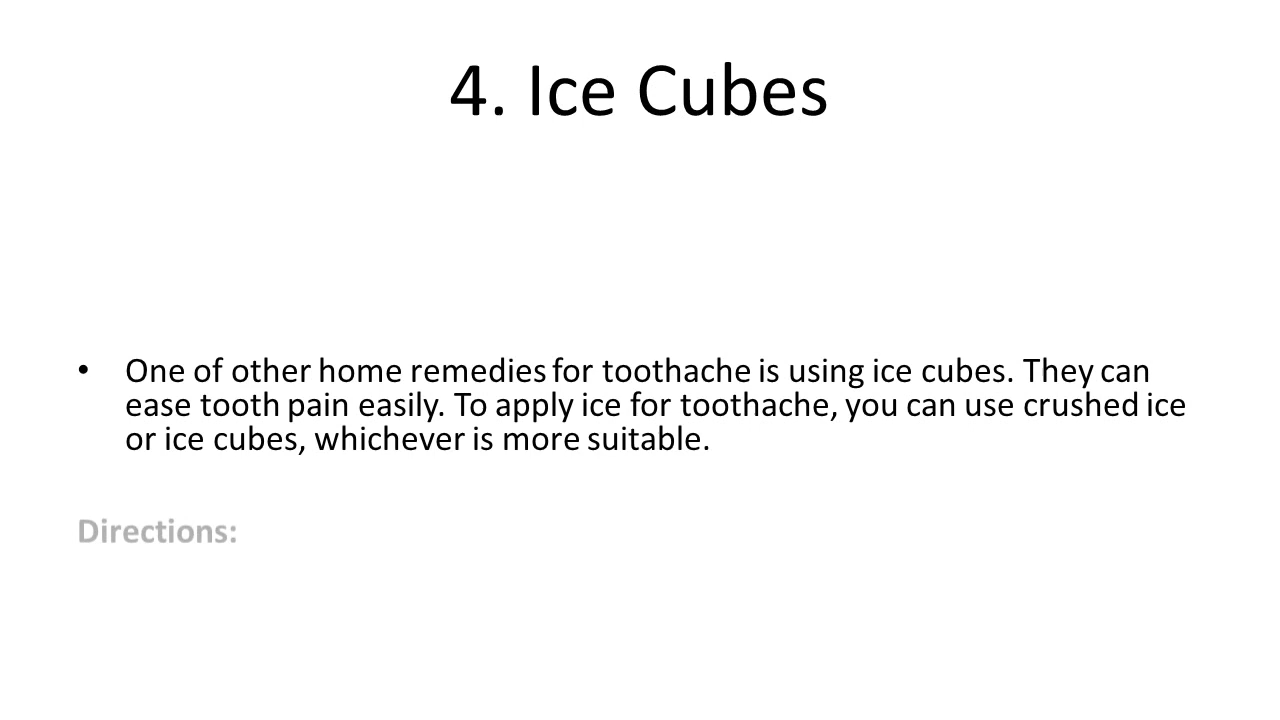 4. Ice Cubes
• One of other home remedies for toothache is using ice cubes. They can
ease tooth pain easily. To apply ice for toothache, you can use crushed ice
or ice cubes, whichever is more suitable.
Directions: